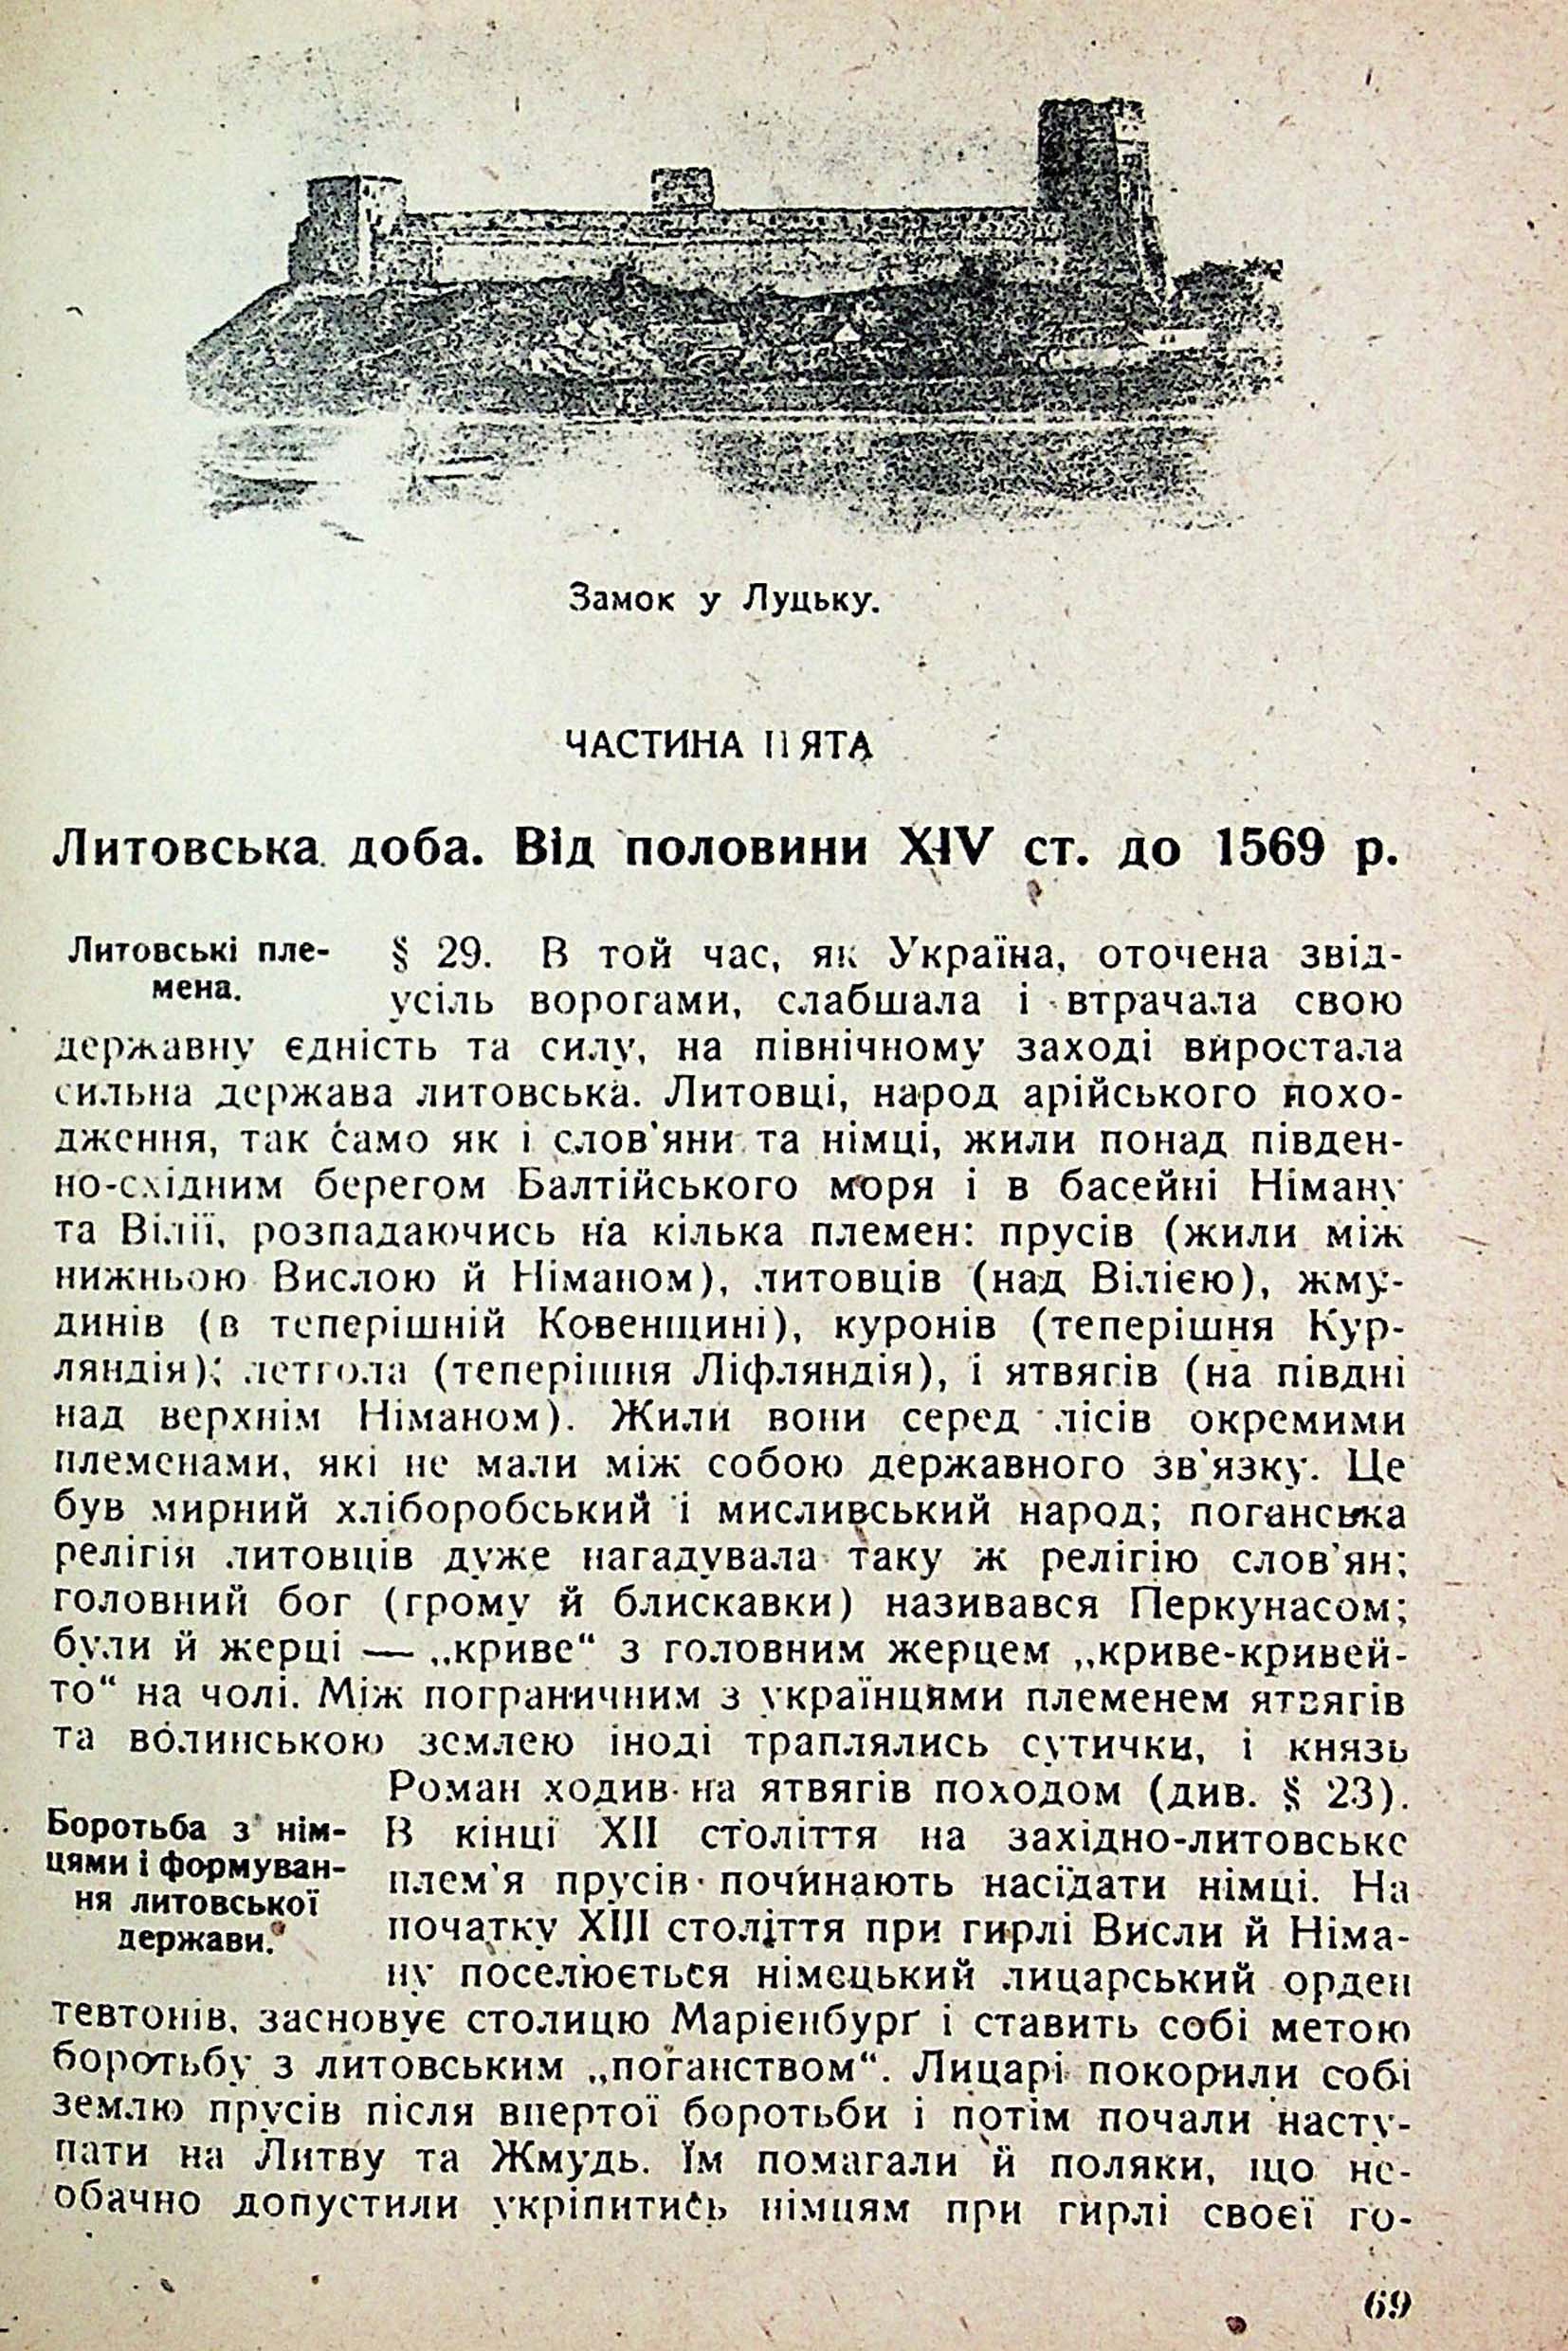 Замок у Луцьку.
ЧАСТИНА ПЯТА
Литовська доба. Від половини XIV ст. до 1569 р.
Литовські пле-
мена.
§ 29. В той час, як Україна, оточена звід-
усіль ворогами, слабшала і втрачала свою
державну єдність та силу, на північному заході виростала
сильна держава литовська. Литовці, народ арійського похо-
дження, так само як і слов'яни та німці, жили понад півден-
но-східним берегом Балтійського моря і в басейні Німану
та Вілії, розпадаючись на кілька племен: прусів (жили між
нижньою Вислою й Німаном), литовців (над Вілією), жму-
динів (в теперішній Ковенщині), куронів (теперішня Кур-
ляндія); летгола (теперішня Ліфляндія), і ятвягів (на півдні
над верхнім Німаном). Жили вони серед лісів окремими
племенами, які не мали між собою державного зв'язку. Це
був мирний хліборобський і мисливський народ; поганська
релігія литовців дуже нагадувала таку ж релігію слов'ян;
головний бог (грому й блискавки) називався Перкунасом;
були й жерці — „криве“ з головним жерцем „криве-кривей-
то“ на чолі. Між пограничним з українцями племенем ятвягів
та волинською землею іноді траплялись сутички, і князь
Роман ходив на ятвягів походом (див. § 23).
Боротьба з нім-
цями і формуван-
ня литовської
держави.
В кінці XII століття на західно-литовське
плем'я прусів починають насідати німці. На
початку XIII століття при гирлі Висли й Німа-
ну поселюється німецький лицарський орден
тевтонів, засновує столицю Марієнбурґ і ставить собі метою
боротьбу з литовським „поганством“. Лицарі покорили собі
землю прусів після впертої боротьби і потім почали насту-
пати на Литву та Жмудь. Їм помагали й поляки, що не-
обачно допустили укріпитись німцям при гирлі своєї го-
69